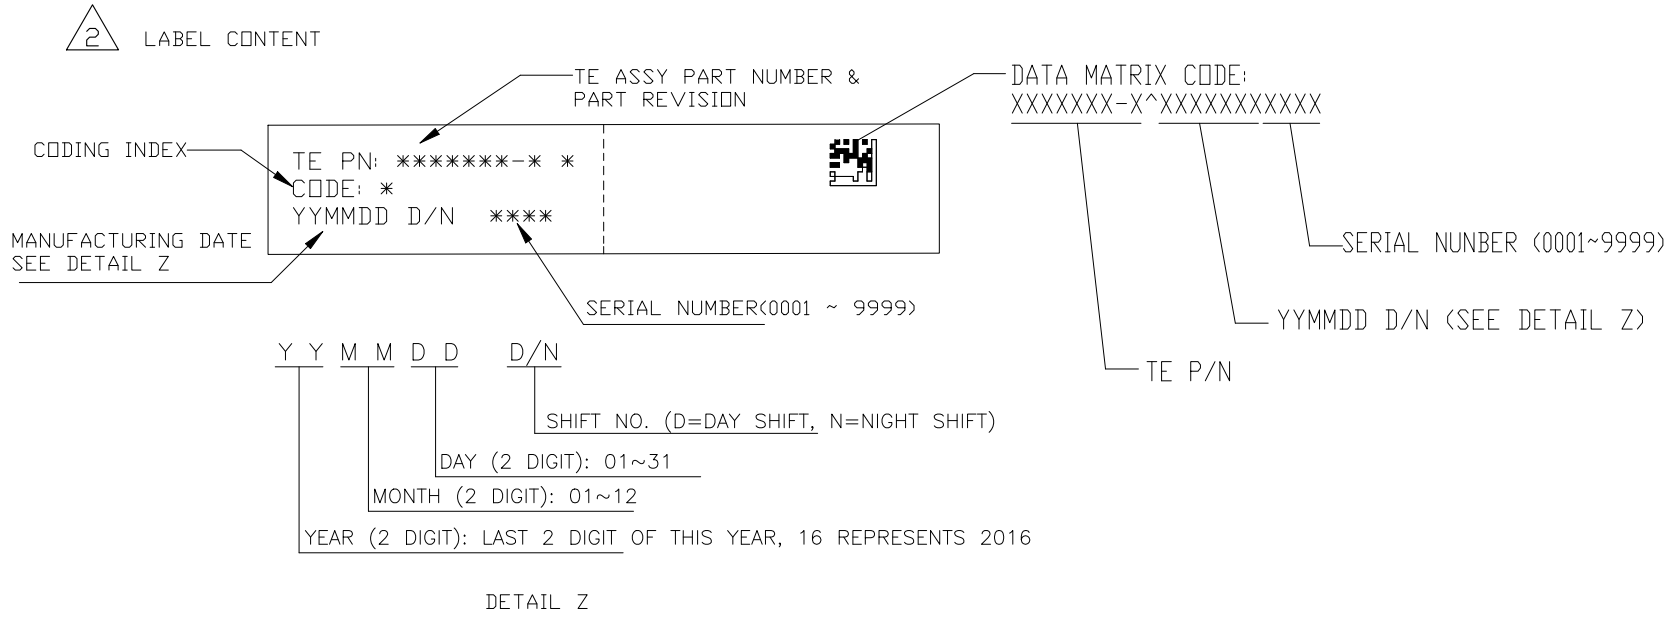 2
LABEL CONTENT
TE ASSY PART NUMBER &
PART REVISION
DATA MATRIX CODE:
XXXXXXX-X^XXXXXXXXXXX
CODING INDEX
TE PN: *******-* *
CODE: *
YYMMDD D/N ****
MANUFACTURING DATE
SEE DETAIL Z
SERIAL NUNBER (0001~9999)
SERIAL NUMBER(0001 ~ 9999)
YYMMDD D/N (SEE DETAIL Z)
TE P/N
Y Y M M D D D/N
SHIFT NO. (D=DAY SHIFT, N=NIGHT SHIFT)
DAY (2 DIGIT): 01~31
MONTH (2 DIGIT): 01~12
YEAR (2 DIGIT): LAST 2 DIGIT OF THIS YEAR, 16 REPRESENTS 2016
DETAIL Z